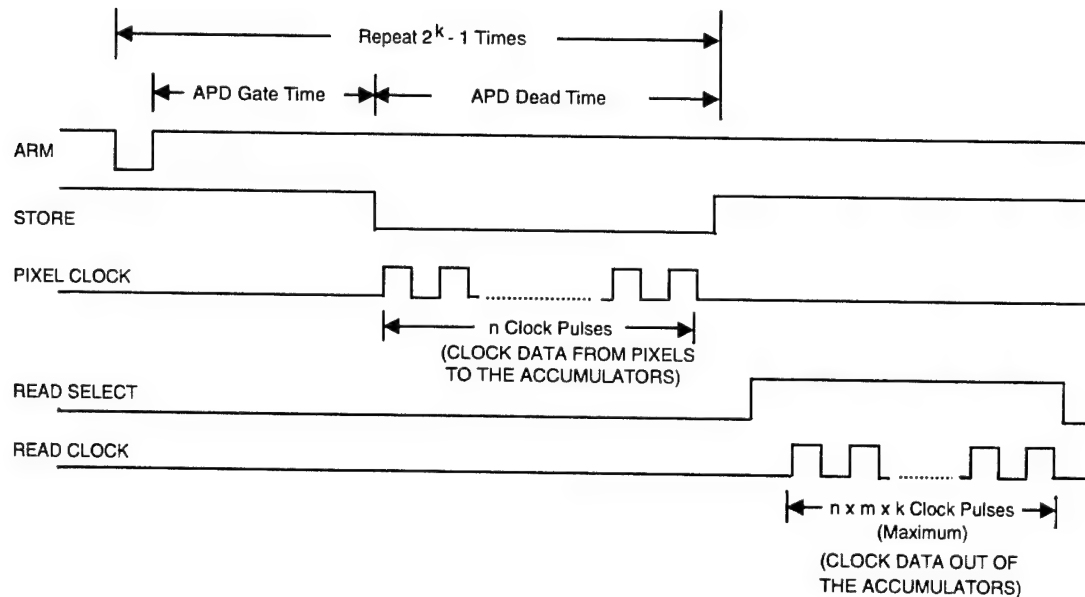 Repeat 2^k - 1 Times
APD Gate Time
APD Dead Time
ARM
STORE
PIXEL CLOCK
n Clock Pulses
(CLOCK DATA FROM PIXELS
TO THE ACCUMULATORS)
READ SELECT
READ CLOCK
n x m x k Clock Pulses
(Maximum)
(CLOCK DATA OUT OF
THE ACCUMULATORS)